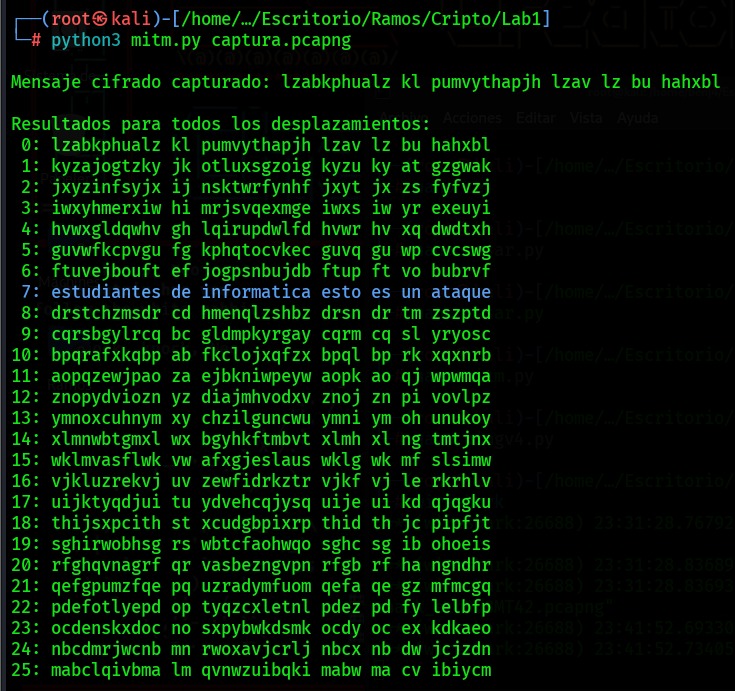 ┌──(root㉿kali)-[/home/…/Escritorio/Ramos/Cripto/Lab1]
└─# python3 mitm.py captura.pcapng
Mensaje cifrado capturado: lzabkphualz kl pumvythapjh lzav lz bu hahxbl
Resultados para todos los desplazamientos:
0: lzabkphualz kl pumvythapjh lzav lz bu hahxbl
1: kyzajogtzky jk otluxsgzoig kyzu ky at gzgwak
2: jxyzinfsyjx ij nsktwrfynhf jxyt jx zs fyfvzj
3: iwxyhmerxiw hi mrjsvqexmge iwxs iw yr exeuyi
4: hvwxgldqwhv gh lqirupdwlfd hvwr hv xq dwdtxh
5: guvwfkcpvgu fg kphqtocvkec guvq gu wp cvcswg
6: ftuvejbouft ef jogpsnbujdb ftup ft vo bubrvf
7: estudiantes de informatica esto es un ataque
8: drstchzmsdr cd hmenqlzshbz drsn dr tm zszptd
9: cqrsbgylrcq bc gldmpkyrgay cqrm cq sl yryosc
10: bpqrafxkqbp ab fkclojxqfzx bpql bp rk xqxnrb
11: aopqzewjpao za ejbkniwpeyw aopk ao qj wpwmqa
12: znopydviozn yz diajmhvodxv znoj zn pi vovlpz
13: ymnoxcuhnym xy chzilguncwu ymni ym oh unukoy
14: xlmnwbtgmxl wx bgyhkftmbvt xlmh xl ng tmtjnx
15: wklmvasflwk vw afxgjeslaus wklg wk mf slsimw
16: vjkluzrekvj uv zewfidrkztr vjkf vj le rkrhlv
17: uijktyqdjui tu ydvehcqjysq uije ui kd qjqgku
18: thijsxpcith st xcudgbpixrp thid th jc pipfjt
19: sghirwobhsg rs wbtcfaohwqo sghc sg ib ohoeis
20: rfghqvnagrf qr vasbezngvpn rfgb rf ha ngndhr
21: qefgpumzfqe pq uzradymfuom qefa qe gz mfmcgq
22: pdefotlyepd op tyqzcxletnl pdez pd fy lelbfp
23: ocdenskxdoc no sxpybwkdsmk ocdy oc ex kdkaeo
24: nbcdmrjwcnb mn rwoxavjcrlj nbcx nb dw jcjzdn
25: mabclqivbma lm qvnwzuibqki mabw ma cv ibiycm